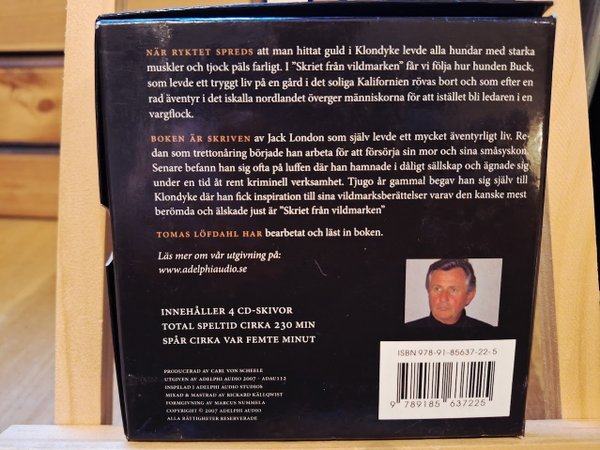 NÄR RYKTET SPREDS att man hittat guld i Klondyke levde alla hundar med starka
muskler och tjock päls farligt. I "Skriet från vildmarken" får vi följa hur hunden Buck,
som levde ett tryggt liv på en gård i det soliga Kalifornien rövas bort och som efter en
rad äventyr i det iskalla nordlandet överger människorna för att istället bli ledaren i en
vargflock.
BOKEN ÄR SKRIVEN av Jack London som själv levde ett mycket äventyrligt liv. Re-
dan som trettonåring började han arbeta för att försörja sin mor och sina småsyskon.
Senare befann han sig ofta på luffen där han hamnade i dåligt sällskap och ägnade sig
under en tid åt rent kriminell verksamhet. Tjugo år gammal begav han sig själv till
Klondyke där han fick inspiration till sina vildmarksberättelser varav den kanske mest
berömda och älskade just är "Skriet från vildmarken"
TOMAS LÖFDAHL HAR bearbetat och läst in boken.
Läs mer om vår utgivning på:
www.adelphiaudio.se
INNEHÅLLER 4 CD-SKIVOR
TOTAL SPELTID CIRKA 230 MIN
SPÅR CIRKA VAR FEMTE MINUT
PRODUCERAD AV CARL VON SCHEELE
UTGIVEN AV ADELPHI AUDIO 2007 · ADAU112
INSPELAD I ADELPHI AUDIO STUDIOS
MIXAD & MASTRAD AV RICKARD KÄLLQWIST
FORMGIVNING AV MARCUS NUMMELA
COPYRIGHT © 2007 ADELPHI AUDIO
ALLA RÄTTIGHETER RESERVERADE
ISBN 978-91-85637-22-5
9 789185 637225